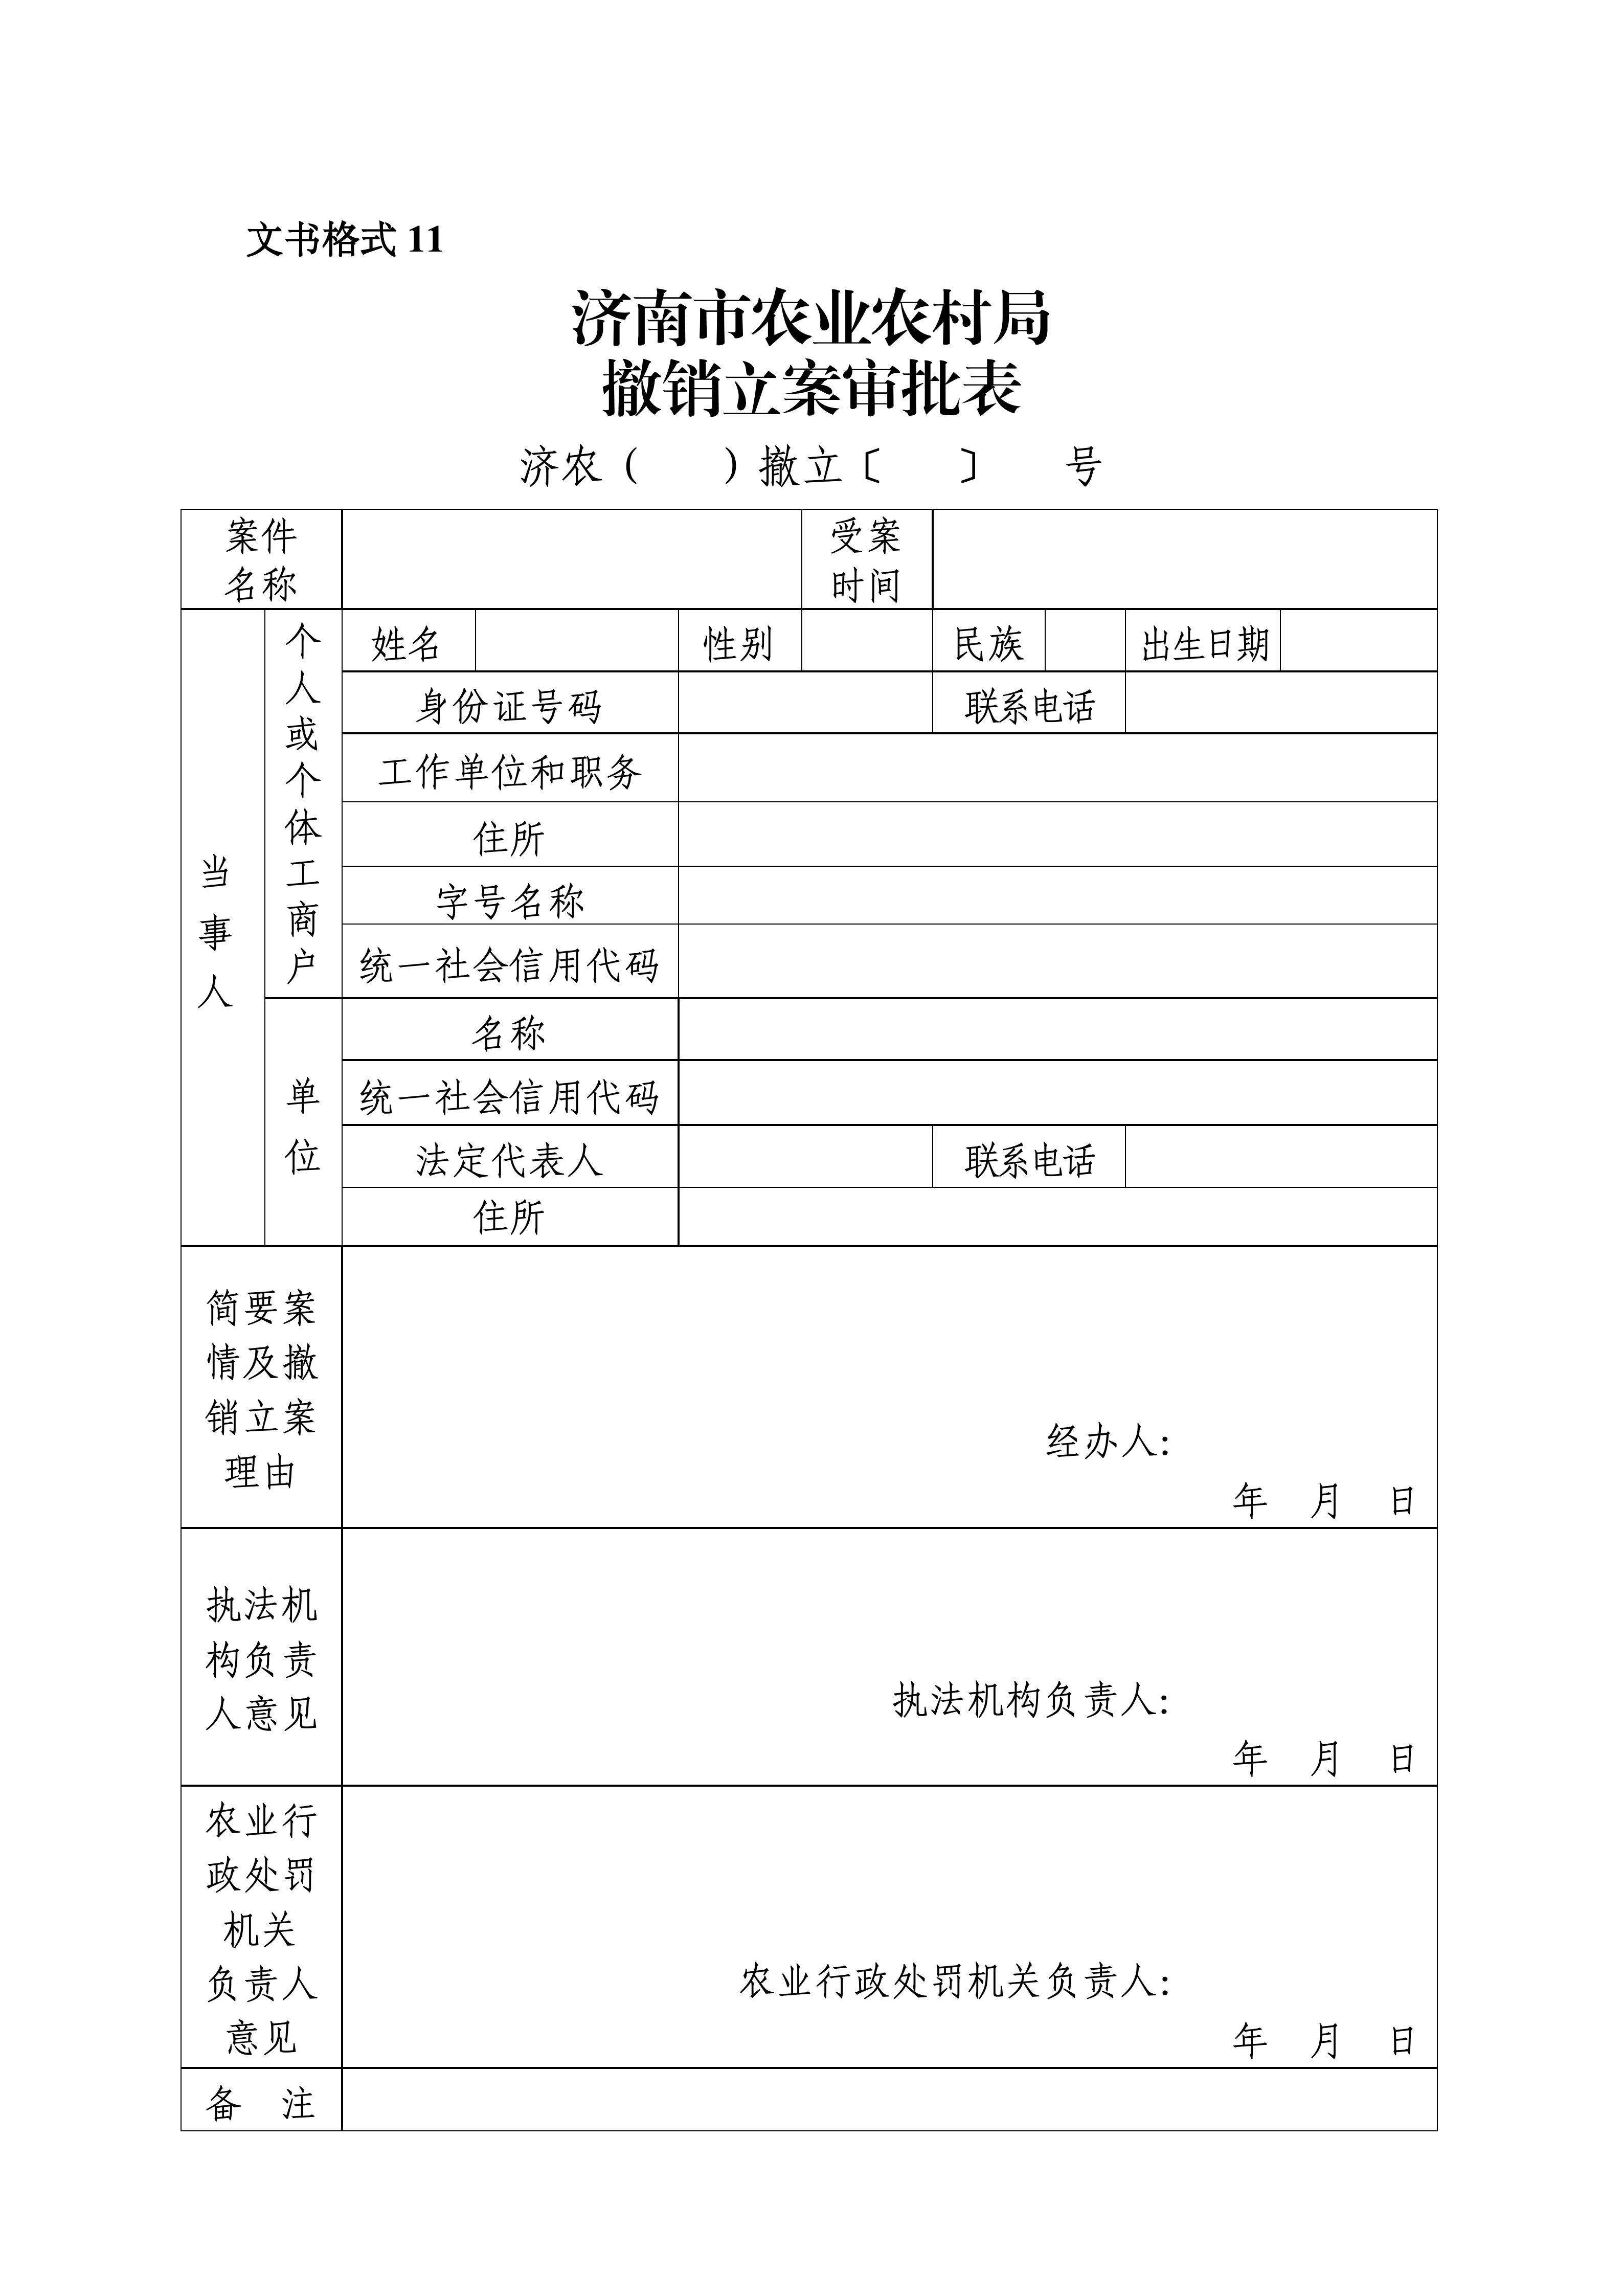 文书格式 11
济南市农业农村局
撤销立案审批表
济农（　　）撤立〔　　〕　　号
案件
名称
受案
时间
当
事
人
个
人
或
个
体
工
商
户
姓名 性别 民族 出生日期
身份证号码 联系电话
工作单位和职务
住所
字号名称
统一社会信用代码
单
位
名称
统一社会信用代码
法定代表人 联系电话
住所
简要案
情及撤
销立案
理由
经办人:
年　月　日
执法机
构负责
人意见
执法机构负责人:
年　月　日
农业行
政处罚
机关
负责人
意见
农业行政处罚机关负责人:
年　月　日
备　注